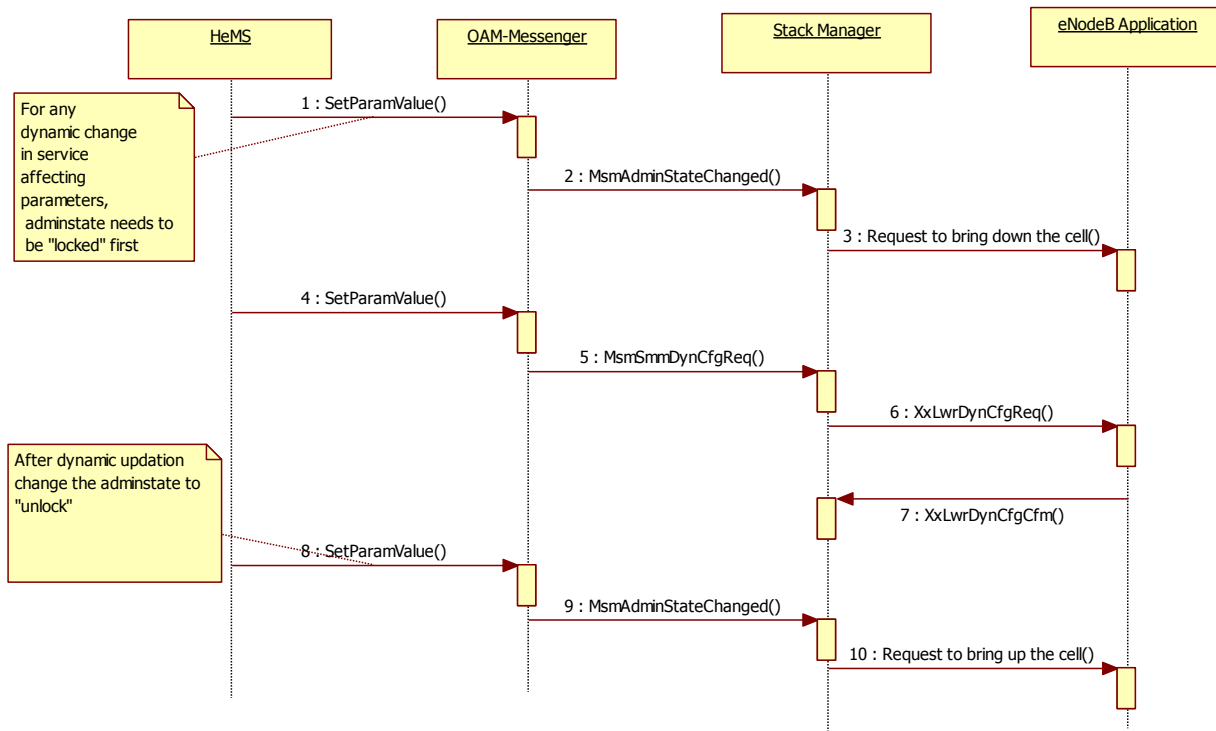 HeMS
OAM-Messenger
Stack Manager
eNodeB Application
For any
dynamic change
in service
affecting
parameters,
adminstate needs to
be "locked" first
1 : SetParamValue()
2 : MsmAdminStateChanged()
3 : Request to bring down the cell()
4 : SetParamValue()
5 : MsmSmmDynCfgReq()
6 : XxLwrDynCfgReq()
After dynamic updation
change the adminstate to
"unlock"
7 : XxLwrDynCfgCfm()
8 : SetParamValue()
9 : MsmAdminStateChanged()
10 : Request to bring up the cell()